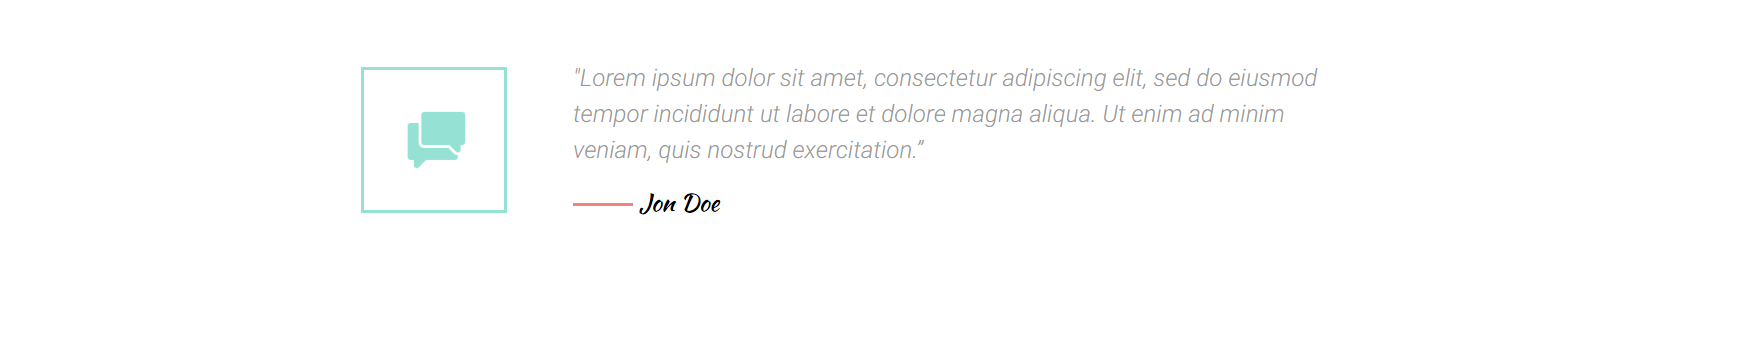 "Lorem ipsum dolor sit amet, consectetur adipiscing elit, sed do eiusmod
tempor incididunt ut labore et dolore magna aliqua. Ut enim ad minim
veniam, quis nostrud exercitation.”
Jon Doe